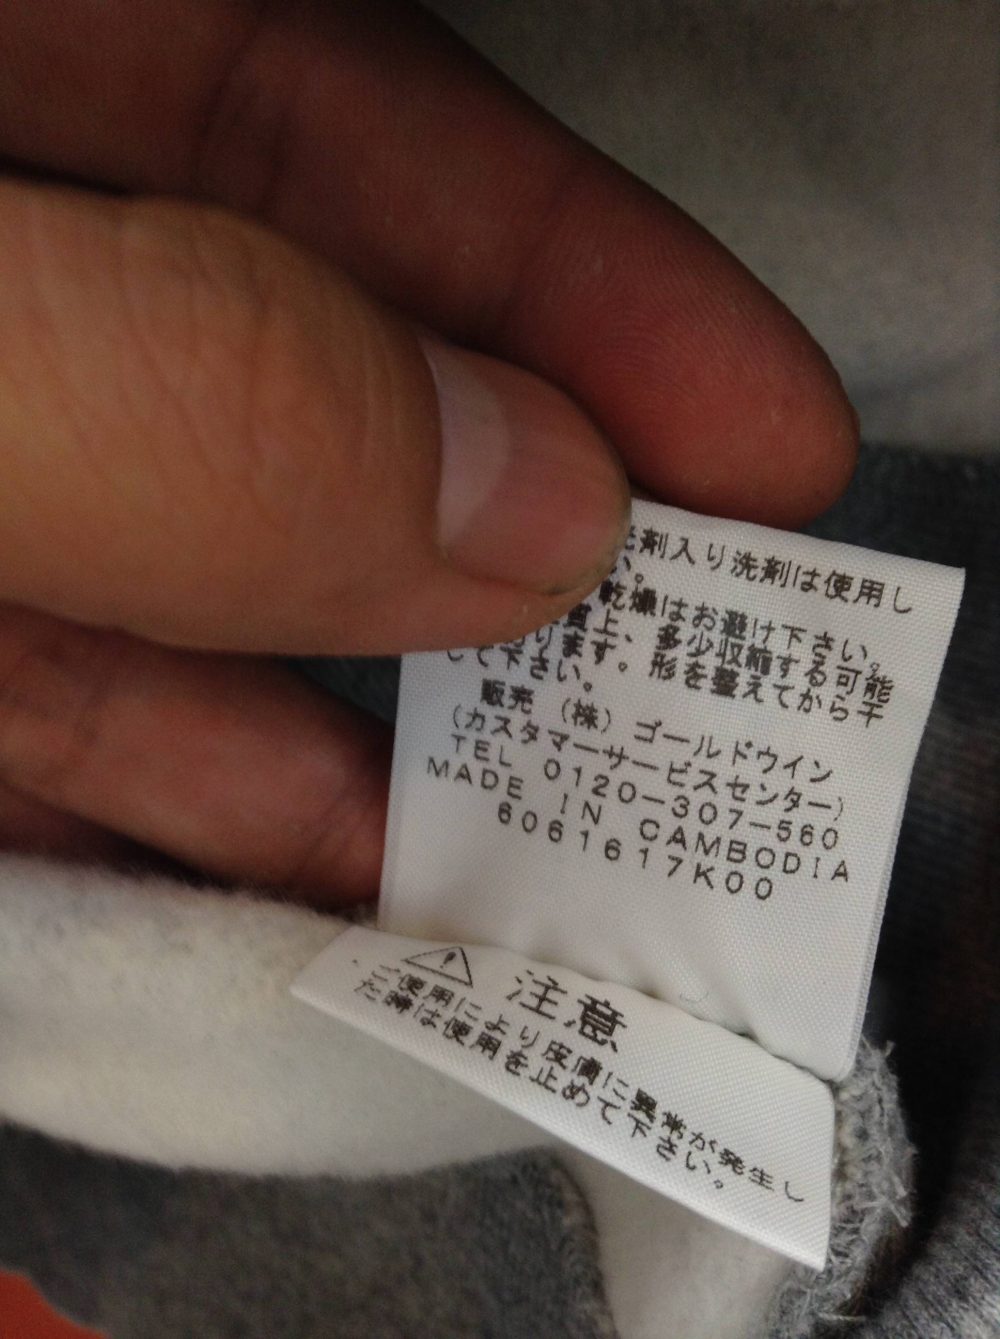 剤入り洗剤は使用し
い。
乾燥はお避け下さい。
上、多少収縮する可能
ります。形を整えてから干
して下さい。
販売 (株) ゴールドウイン
(カスタマーサービスセンター)
TEL 0120-307-560
MADE IN CAMBODIA
6061617K00
注意
ご使用により皮膚に異常が発生し
た時は使用を止めて下さい。